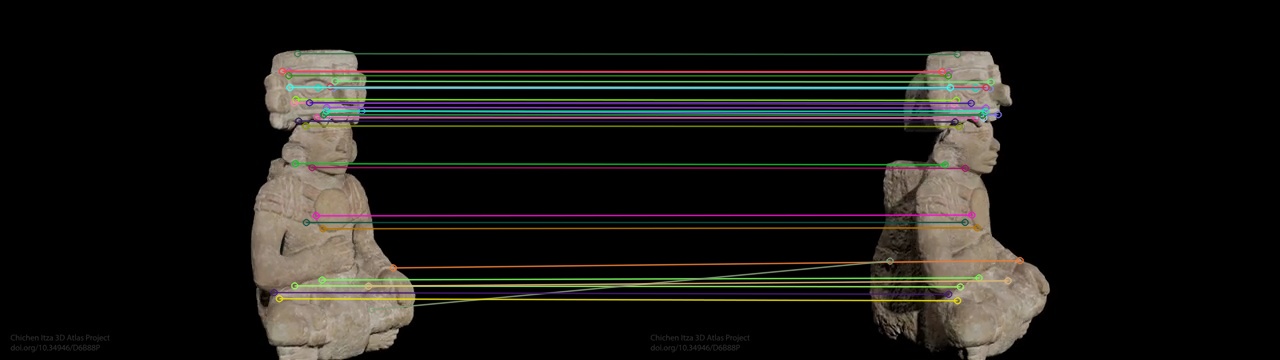 Chichen Itza 3D Atlas Project
doi.org/10.34946/D6B88P
Chichen Itza 3D Atlas Project
doi.org/10.34946/D6B88P